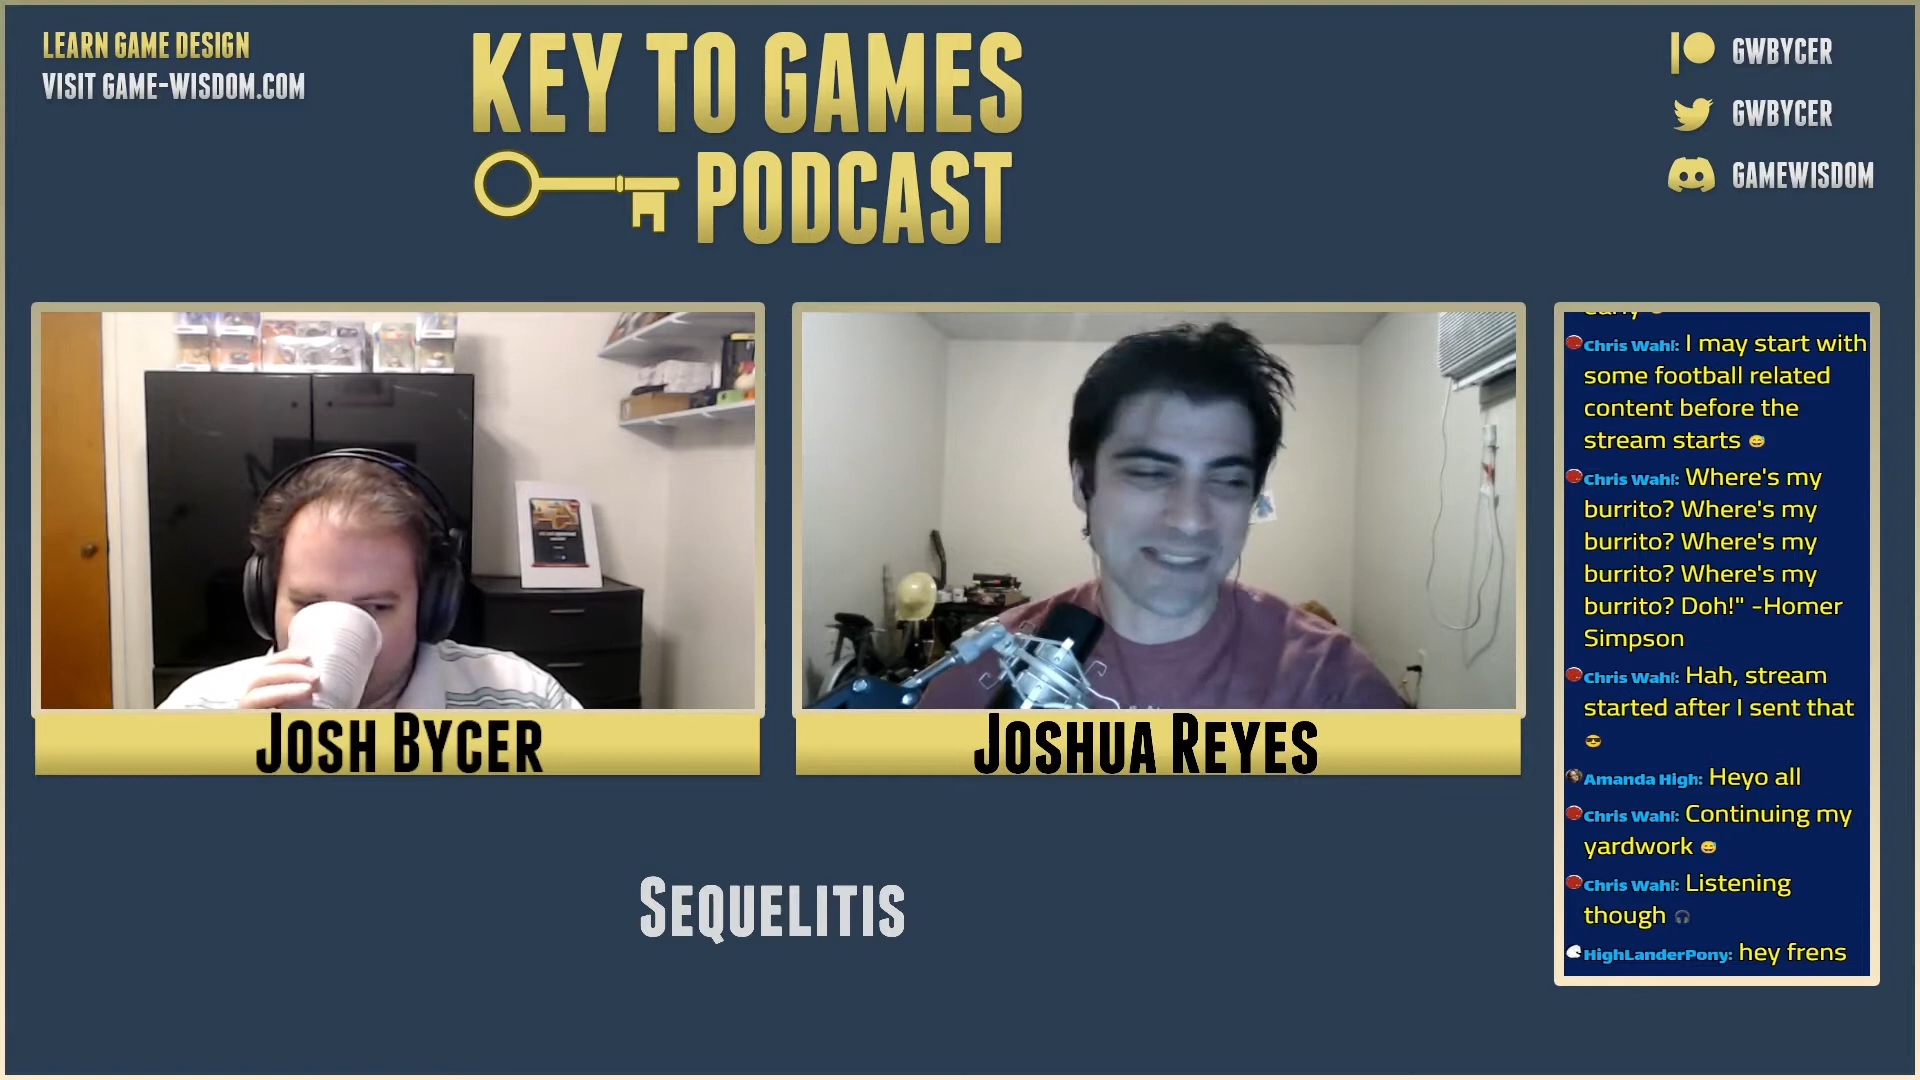 LEARN GAME DESIGN
VISIT GAME-WISDOM.COM
KEY TO GAMES
PODCAST
GWBYCER
GWBYCER
GAMEWISDOM
JOSH BYCER
JOSHUA REYES
SEQUELITIS
Chris Wahl: I may start with
some football related
content before the
stream starts 😅
Chris Wahl: Where's my
burrito? Where's my
burrito? Where's my
burrito? Where's my
burrito? Doh!" -Homer
Simpson
Chris Wahl: Hah, stream
started after I sent that
😎
Amanda High: Heyo all
Chris Wahl: Continuing my
yardwork 😅
Chris Wahl: Listening
though 🎧
HighLanderPony: hey frens